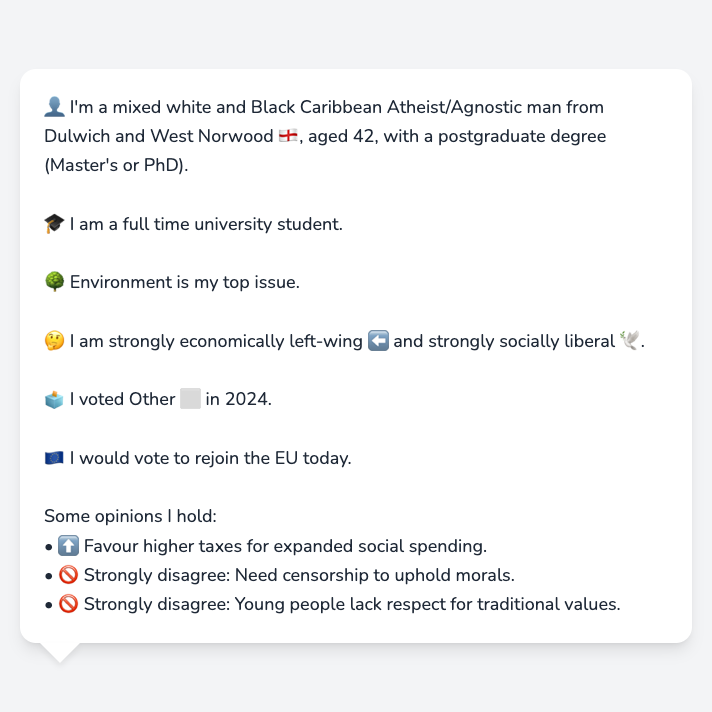 👤 I'm a mixed white and Black Caribbean Atheist/Agnostic man from
Dulwich and West Norwood 🏴󠁧󠁢󠁥󠁮󠁧󠁿, aged 42, with a postgraduate degree
(Master's or PhD).
🎓 I am a full time university student.
🌳 Environment is my top issue.
🤔 I am strongly economically left-wing ⬅️ and strongly socially liberal 🕊️.
🗳️ I voted Other ⬜ in 2024.
🇪🇺 I would vote to rejoin the EU today.
Some opinions I hold:
• ⬆️ Favour higher taxes for expanded social spending.
• 🚫 Strongly disagree: Need censorship to uphold morals.
• 🚫 Strongly disagree: Young people lack respect for traditional values.